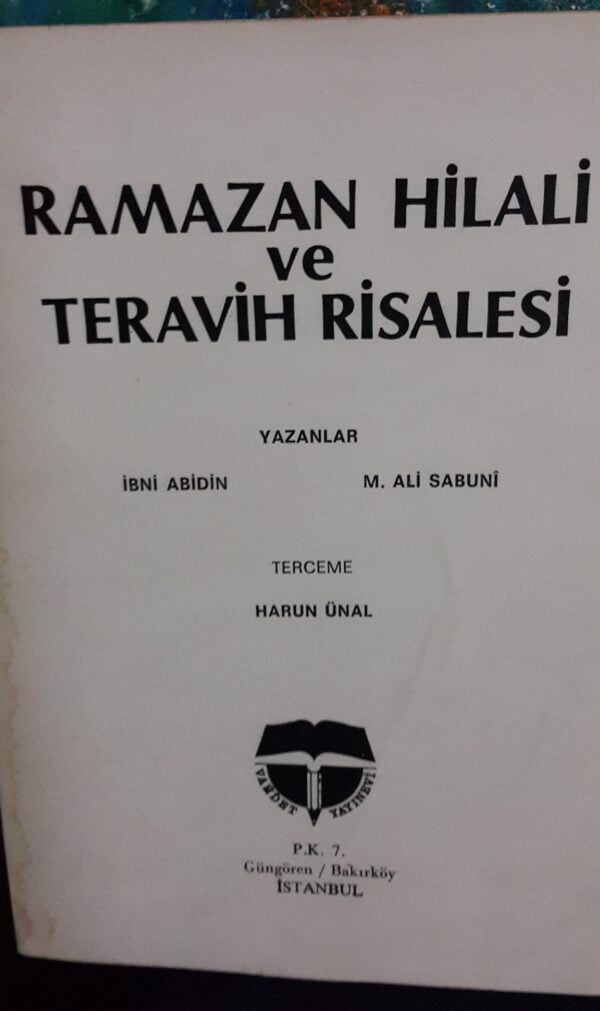 RAMAZAN HİLALİ
ve
TERAVİH RİSALESİ
YAZANLAR
İBNİ ABİDİN M. ALİ SABUNÎ
TERCEME
HARUN ÜNAL
VAHDET YAYINEVİ
P.K. 7.
Güngören / Bakırköy
İSTANBUL